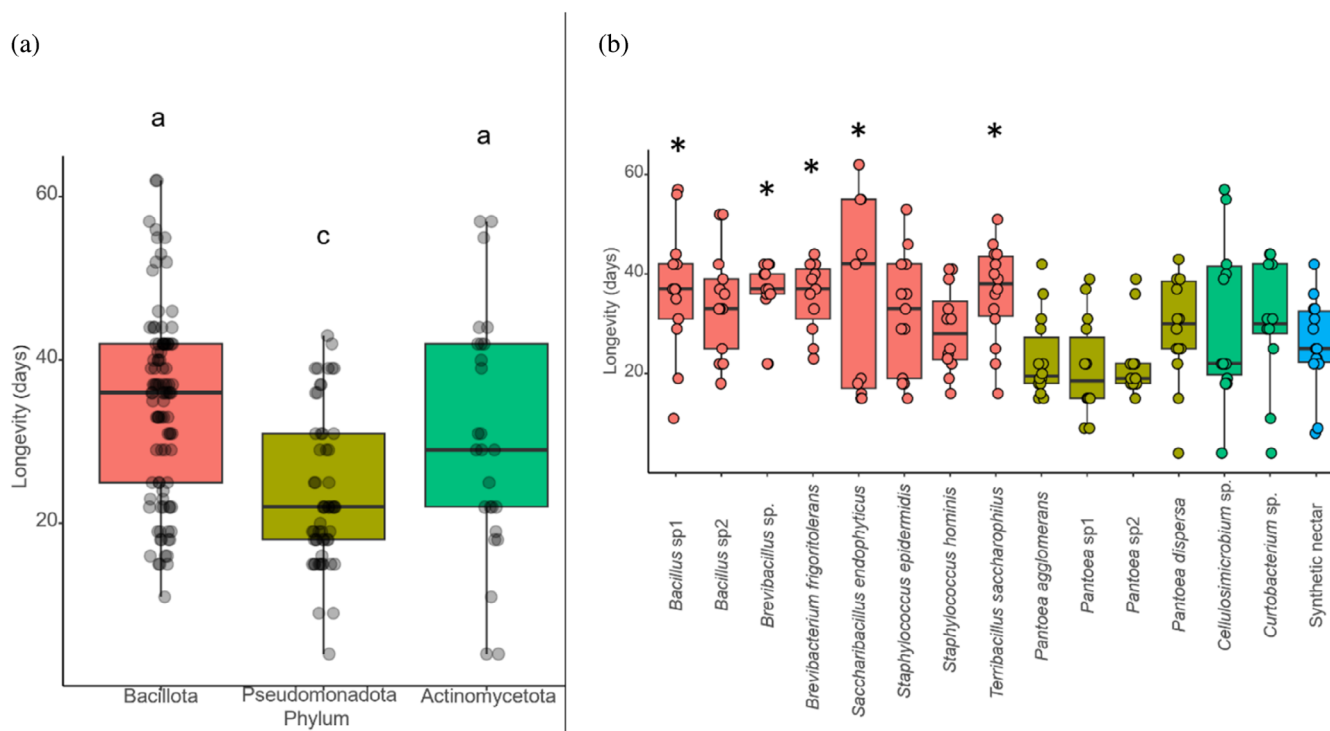 (a)
a
c
a
Longevity (days)
60
40
20
Bacillota
Pseudomonadota
Actinomycetota
Phylum
(b)
*
*
*
*
*
Longevity (days)
60
40
20
Bacillus sp1
Bacillus sp2
Brevibacillus sp.
Brevibacterium frigoritolerans
Saccharibacillus endophyticus
Staphylococcus epidermidis
Staphylococcus hominis
Terribacillus saccharophilus
Pantoea agglomerans
Pantoea sp1
Pantoea sp2
Pantoea dispersa
Cellulosimicrobium sp.
Curtobacterium sp.
Synthetic nectar